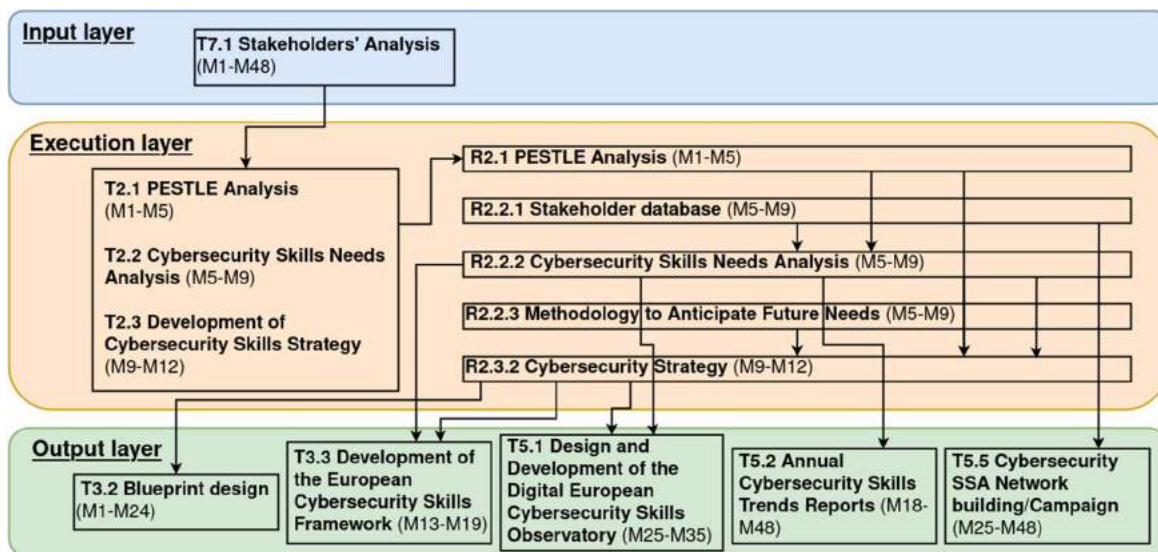 Input layer
T7.1 Stakeholders' Analysis
(M1-M48)
Execution layer
T2.1 PESTLE Analysis
(M1-M5)
T2.2 Cybersecurity Skills Needs
Analysis (M5-M9)
T2.3 Development of
Cybersecurity Skills Strategy
(M9-M12)
R2.1 PESTLE Analysis (M1-M5)
R2.2.1 Stakeholder database (M5-M9)
R2.2.2 Cybersecurity Skills Needs Analysis (M5-M9)
R2.2.3 Methodology to Anticipate Future Needs (M5-M9)
R2.3.2 Cybersecurity Strategy (M9-M12)
Output layer
T3.2 Blueprint design
(M1-M24)
T3.3 Development of
the European
Cybersecurity Skills
Framework (M13-M19)
T5.1 Design and
Development of the
Digital European
Cybersecurity Skills
Observatory (M25-M35)
T5.2 Annual
Cybersecurity Skills
Trends Reports (M18-
M48)
T5.5 Cybersecurity
SSA Network
building/Campaign
(M25-M48)